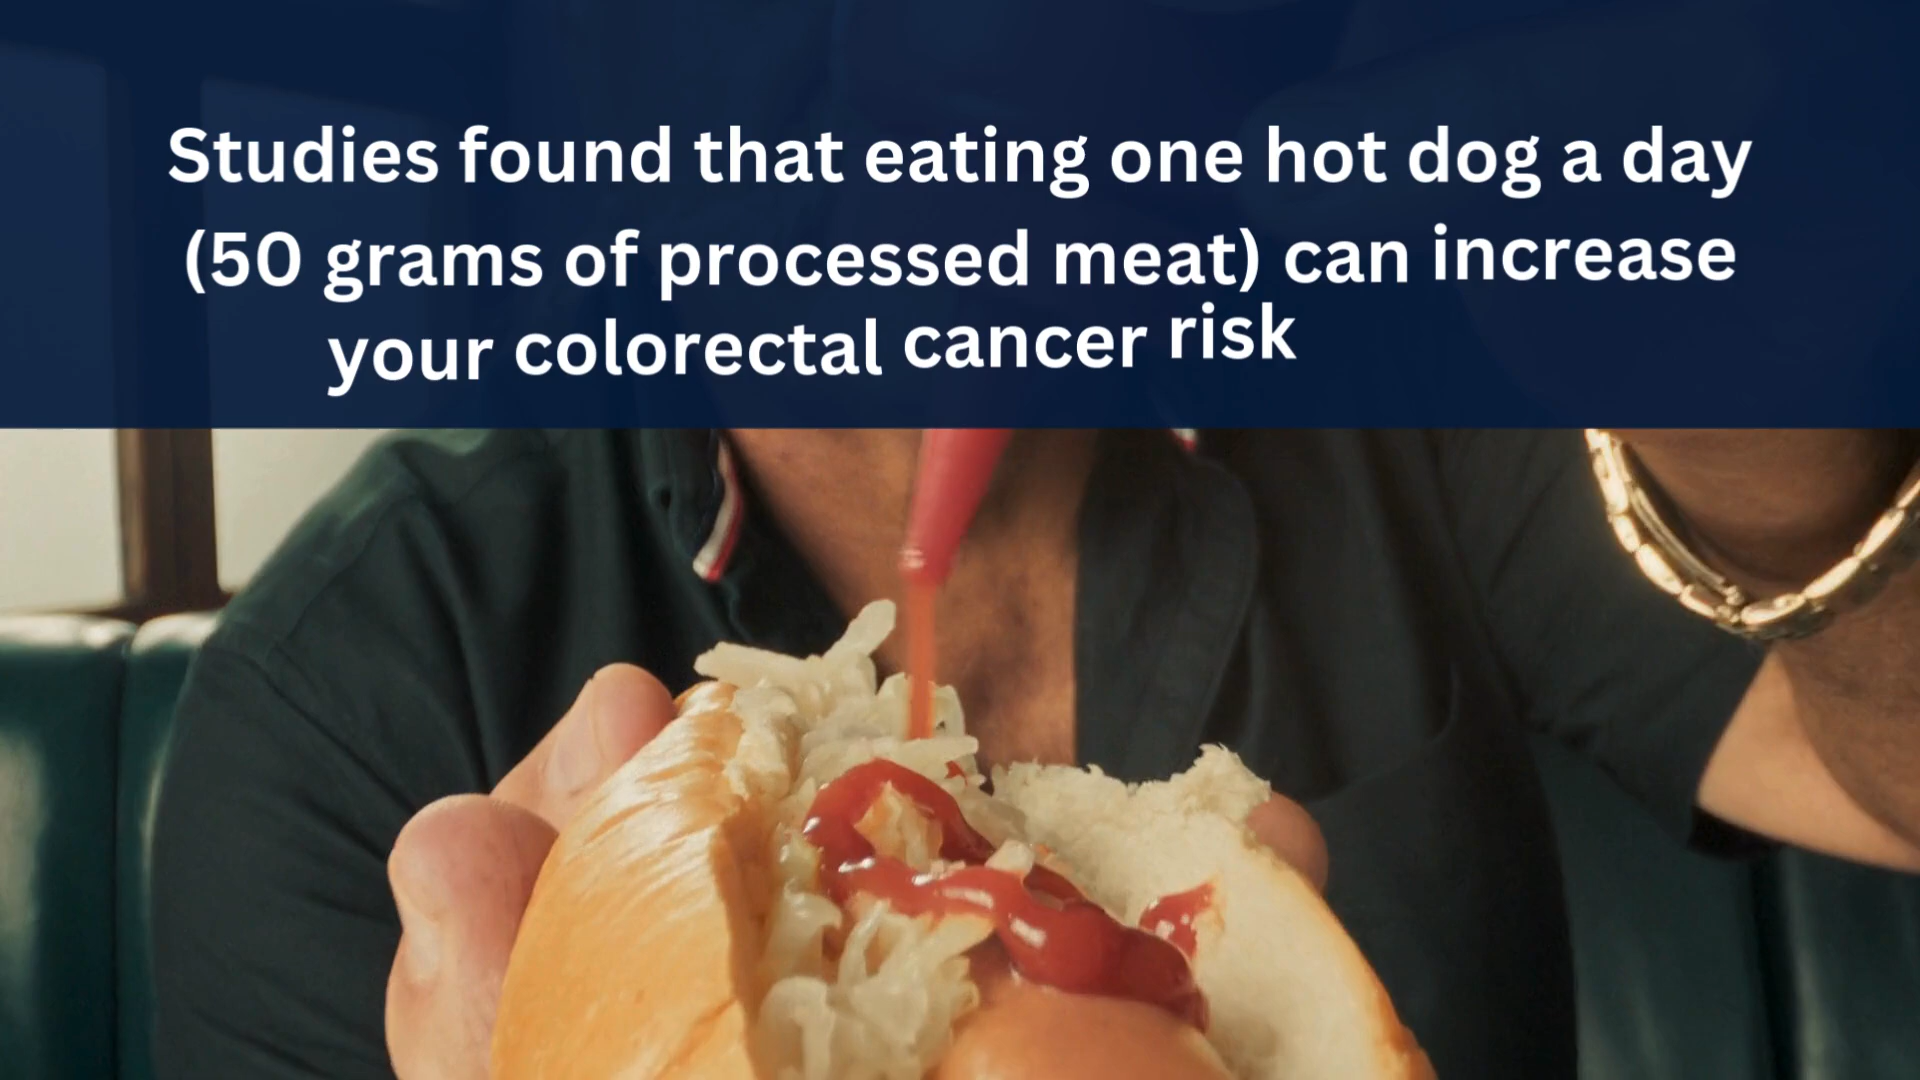 Studies found that eating one hot dog a day
(50 grams of processed meat) can increase
your colorectal cancer risk